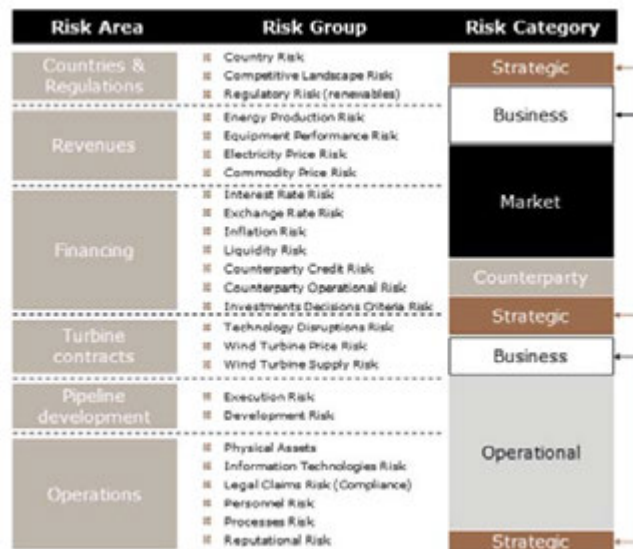 Risk Area
Risk Group
Risk Category
Countries &
Regulations
Country Risk
Competitive Landscape Risk
Regulatory Risk (renewables)
Strategic
Business
Revenues
Energy Production Risk
Equipment Performance Risk
Electricity Price Risk
Commodity Price Risk
Market
Financing
Interest Rate Risk
Exchange Rate Risk
Inflation Risk
Liquidity Risk
Counterparty Credit Risk
Counterparty Operational Risk
Investments Decisions Criteria Risk
Counterparty
Strategic
Turbine
contracts
Technology Disruptions Risk
Wind Turbine Price Risk
Wind Turbine Supply Risk
Business
Pipeline
development
Execution Risk
Development Risk
Operational
Operations
Physical Assets
Information Technologies Risk
Legal Claims Risk (Compliance)
Personnel Risk
Processes Risk
Reputational Risk
Strategic